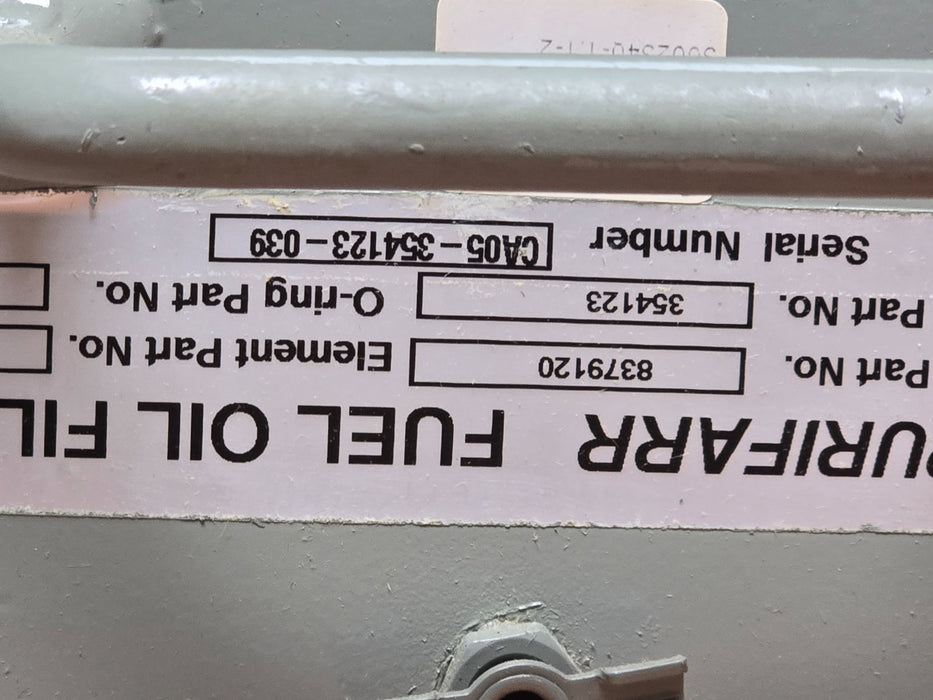 PURIFARR FUEL OIL FIL
Part No. 8379120 Element Part No.
Part No. 354123 O-ring Part No.
Serial Number CA05-354123-039